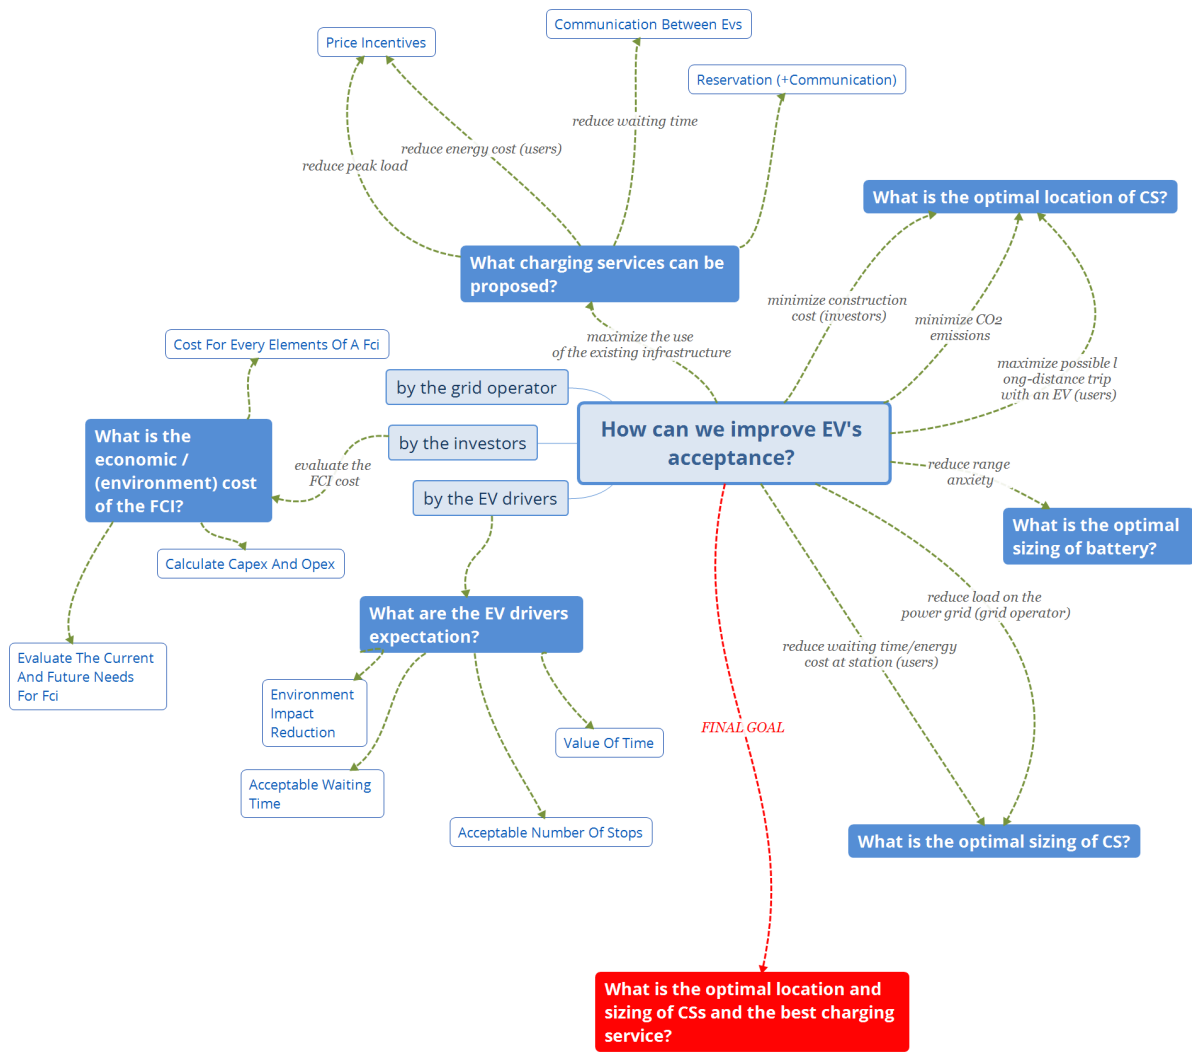 Communication Between Evs
Price Incentives
Reservation (+Communication)
reduce waiting time
reduce energy cost (users)
reduce peak load
What is the optimal location of CS?
What charging services can be
proposed?
minimize construction
cost (investors)
minimize CO2
emissions
maximize the use
of the existing infrastructure
maximize possible l
ong-distance trip
with an EV (users)
Cost For Every Elements Of A Fci
by the grid operator
How can we improve EV's
acceptance?
by the investors
by the EV drivers
What is the
economic /
(environment) cost
of the FCI?
evaluate the
FCI cost
reduce range
anxiety
What is the optimal
sizing of battery?
Calculate Capex And Opex
What are the EV drivers
expectation?
reduce load on the
power grid (grid operator)
reduce waiting time/energy
cost at station (users)
Evaluate The Current
And Future Needs
For Fci
Environment
Impact
Reduction
FINAL GOAL
Value Of Time
Acceptable Waiting
Time
Acceptable Number Of Stops
What is the optimal sizing of CS?
What is the optimal location and
sizing of CSs and the best charging
service?